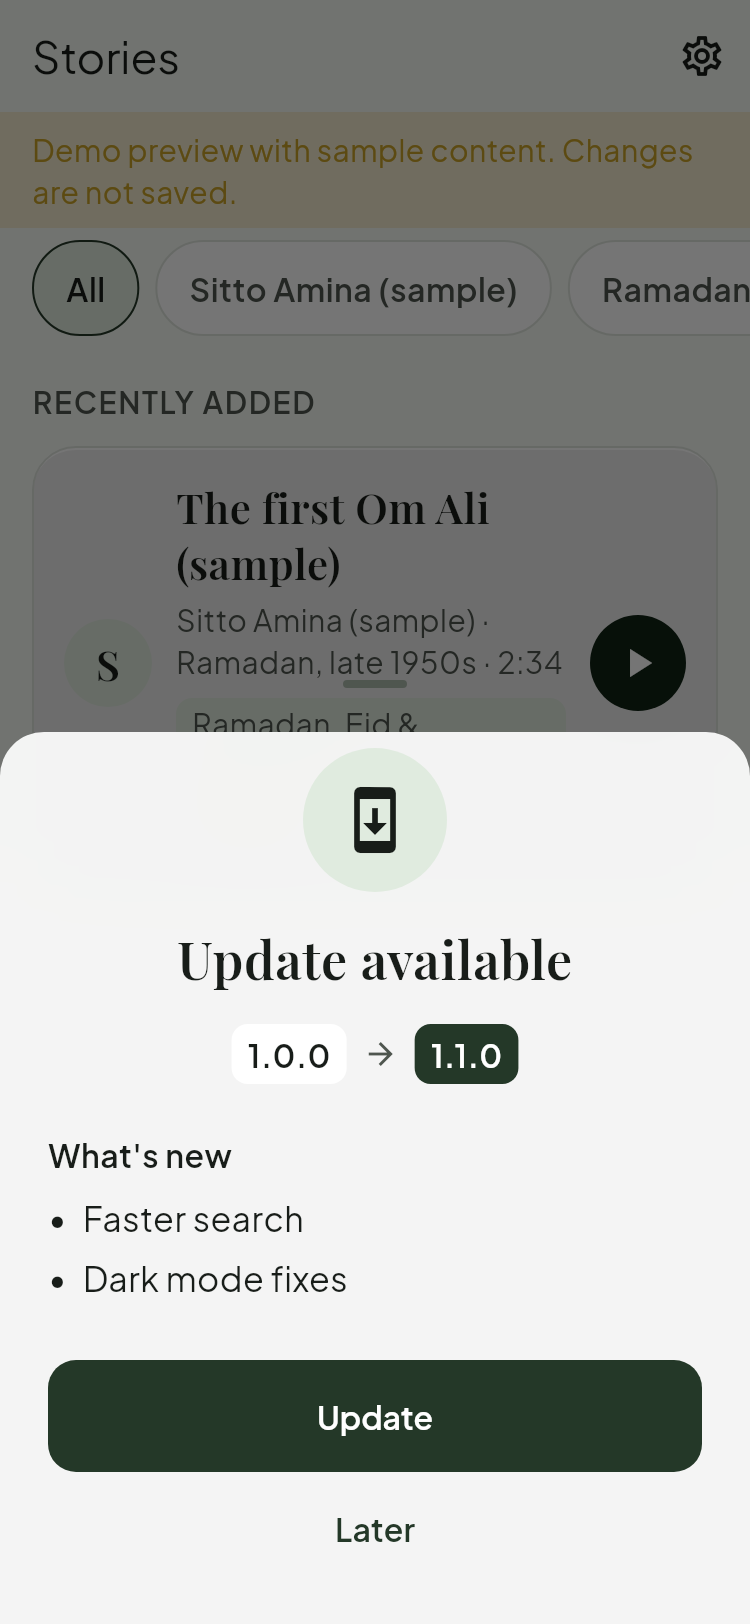 Stories
Demo preview with sample content. Changes
are not saved.
All
Sitto Amina (sample)
Ramadan
RECENTLY ADDED
The first Om Ali
(sample)
S
Sitto Amina (sample) ·
Ramadan, late 1950s · 2:34
Ramadan, Eid &
Update available
1.0.0 → 1.1.0
What's new
• Faster search
• Dark mode fixes
Update
Later